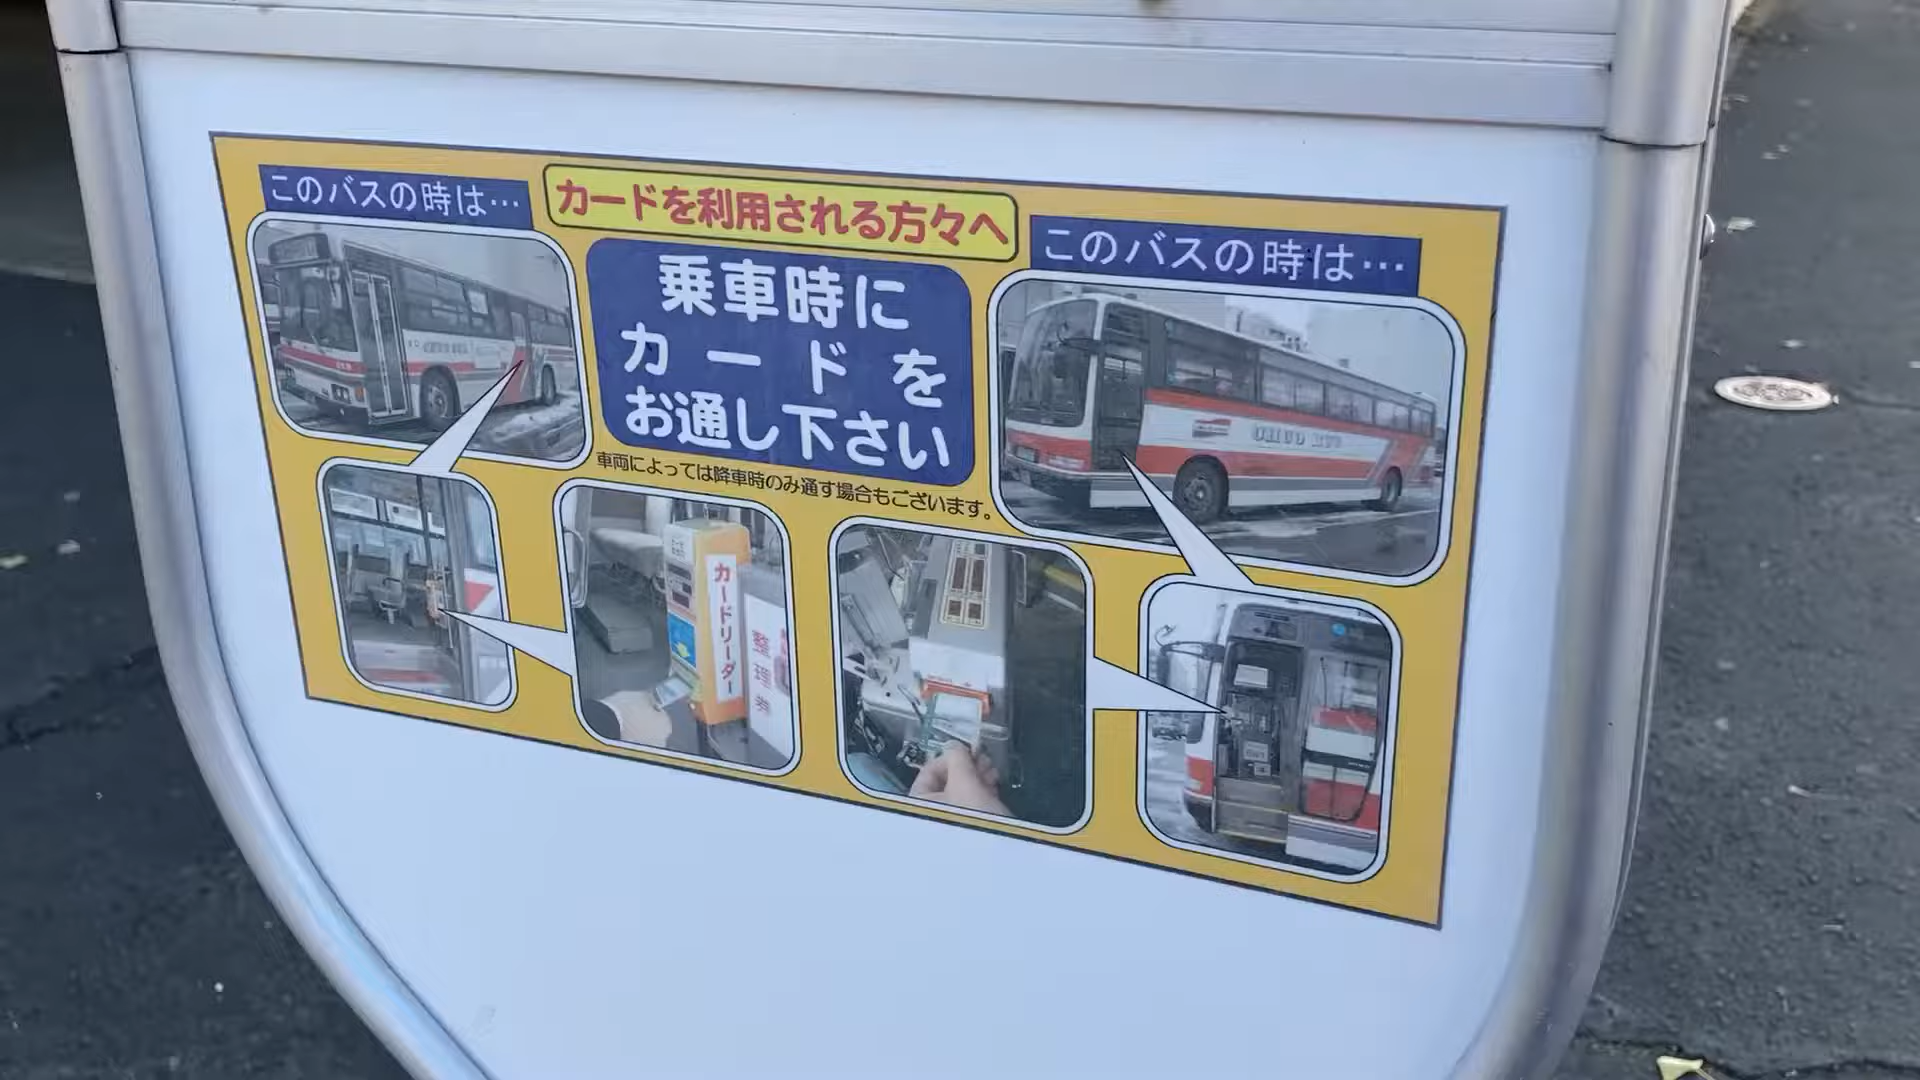 このバスの時は…
カードを利用される方々へ
このバスの時は…
乗車時に
カードを
お通し下さい
車両によっては降車時のみ通す場合もございます。
CHUO BUS
カードリーダー
整理券